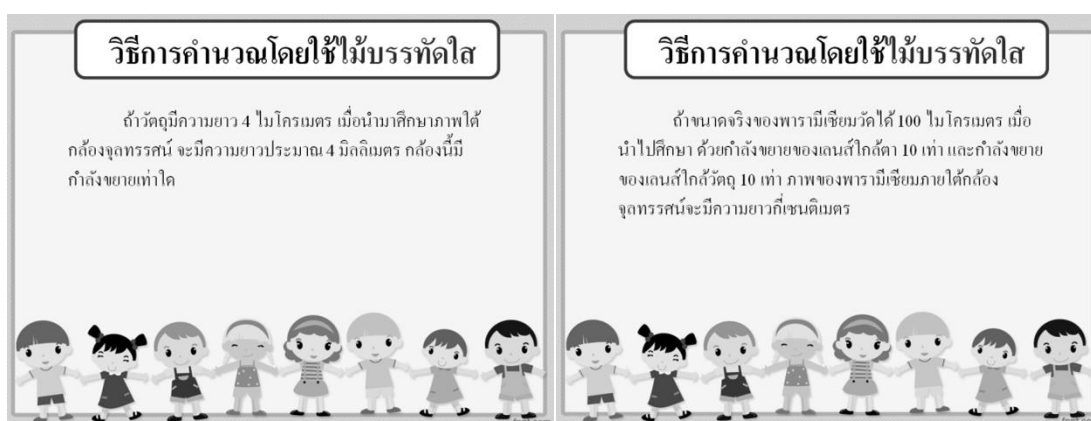 วิธีการคำนวณโดยใช้ไม้บรรทัดใส
ถ้าวัตถุมีความยาว 4 ไมโครเมตร เมื่อนำมาศึกษาภาพใต้
กล้องจุลทรรศน์ จะมีความยาวประมาณ 4 มิลลิเมตร กล้องนี้มี
กำลังขยายเท่าใด
วิธีการคำนวณโดยใช้ไม้บรรทัดใส
ถ้าขนาดจริงของพารามีเซียมวัดได้ 100 ไมโครเมตร เมื่อ
นำไปศึกษา ด้วยกำลังขยายของเลนส์ใกล้ตา 10 เท่า และกำลังขยาย
ของเลนส์ใกล้วัตถุ 10 เท่า ภาพของพารามีเซียมภายใต้กล้อง
จุลทรรศน์จะมีความยาวกี่เซนติเมตร